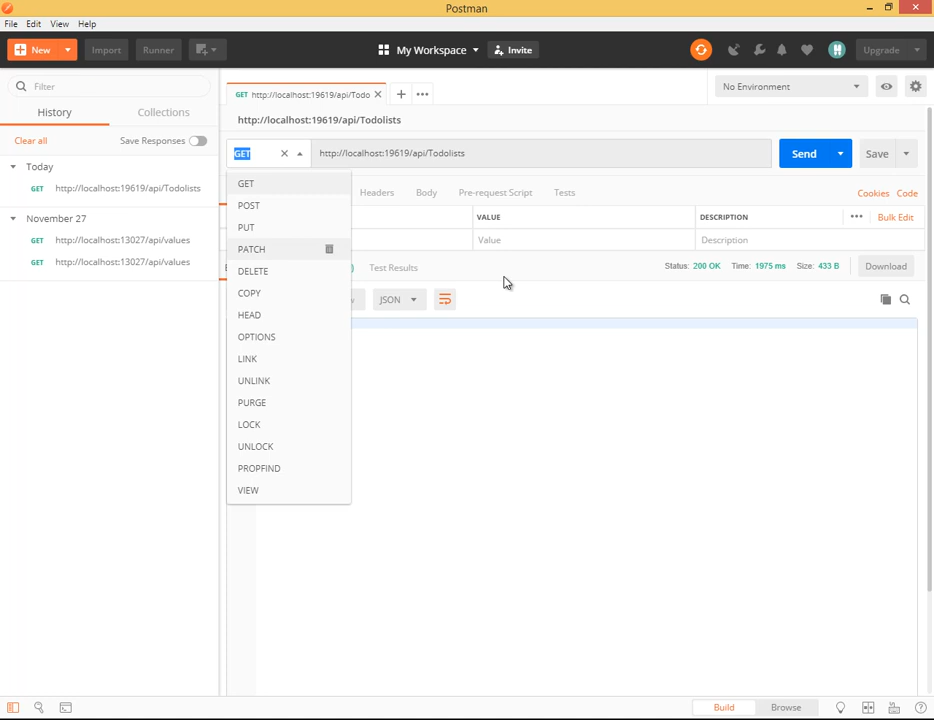 Postman
File Edit View Help
New Import Runner My Workspace Invite Upgrade
Filter
History Collections
Clear all Save Responses
Today
GET http://localhost:19619/api/Todolists
November 27
GET http://localhost:13027/api/values
GET http://localhost:13027/api/values
GET http://localhost:19619/api/Todo
No Environment
http://localhost:19619/api/Todolists
GET http://localhost:19619/api/Todolists Send Save
Headers Body Pre-request Script Tests Cookies Code
VALUE DESCRIPTION Bulk Edit
Value Description
Test Results Status: 200 OK Time: 1975 ms Size: 433 B Download
JSON
GET
POST
PUT
PATCH
DELETE
COPY
HEAD
OPTIONS
LINK
UNLINK
PURGE
LOCK
UNLOCK
PROPFIND
VIEW
Build Browse